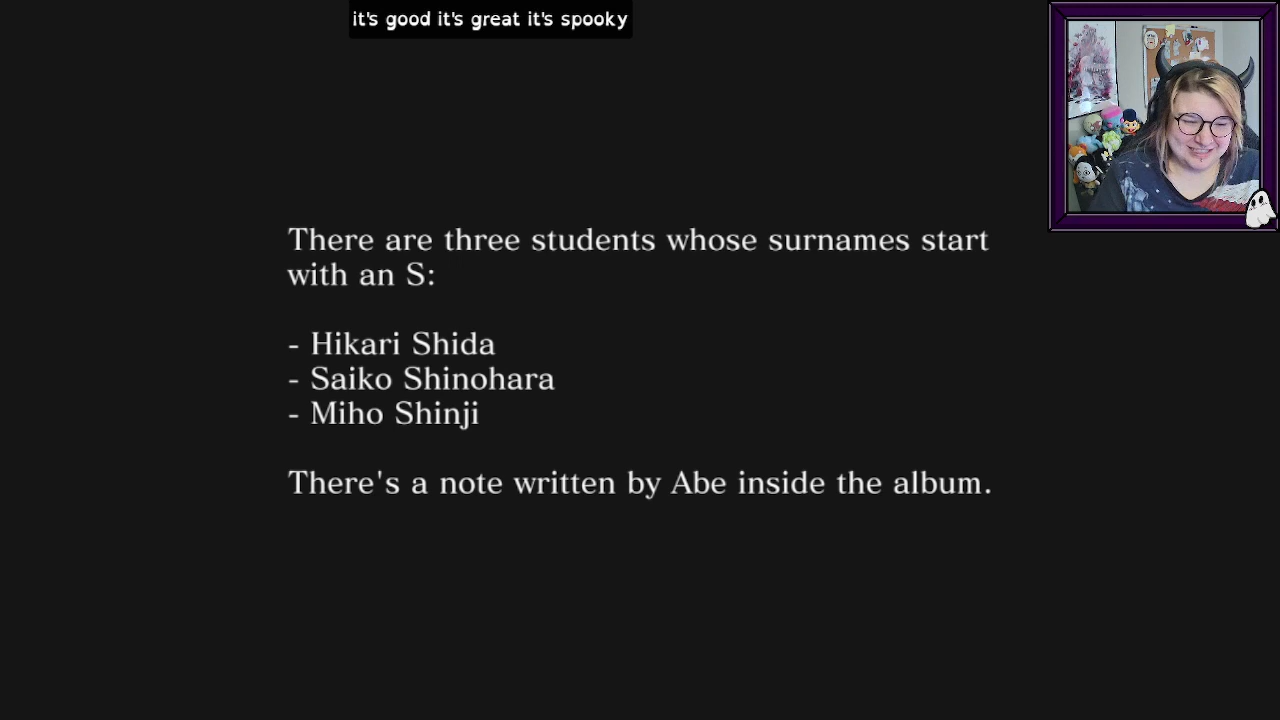 it's good it's great it's spooky
There are three students whose surnames start
with an S:
- Hikari Shida
- Saiko Shinohara
- Miho Shinji
There's a note written by Abe inside the album.